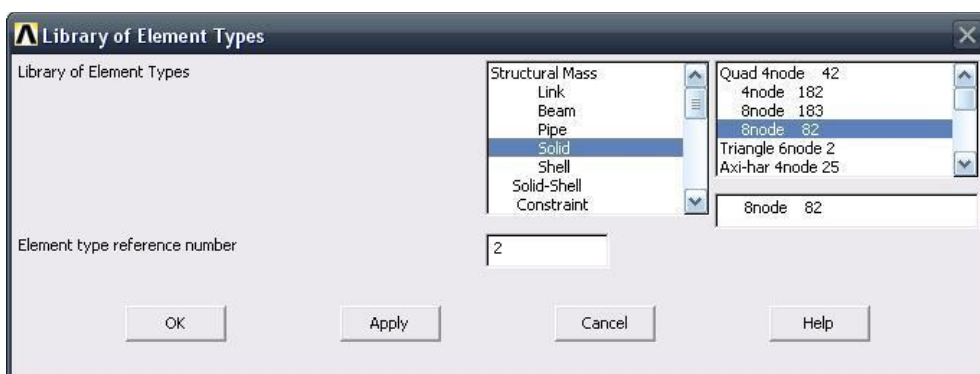 Library of Element Types
Library of Element Types
Structural Mass
Link
Beam
Pipe
Solid
Shell
Solid-Shell
Constraint
Quad 4node 42
4node 182
8node 183
8node 82
Triangle 6node 2
Axi-har 4node 25
8node 82
Element type reference number
2
OK
Apply
Cancel
Help